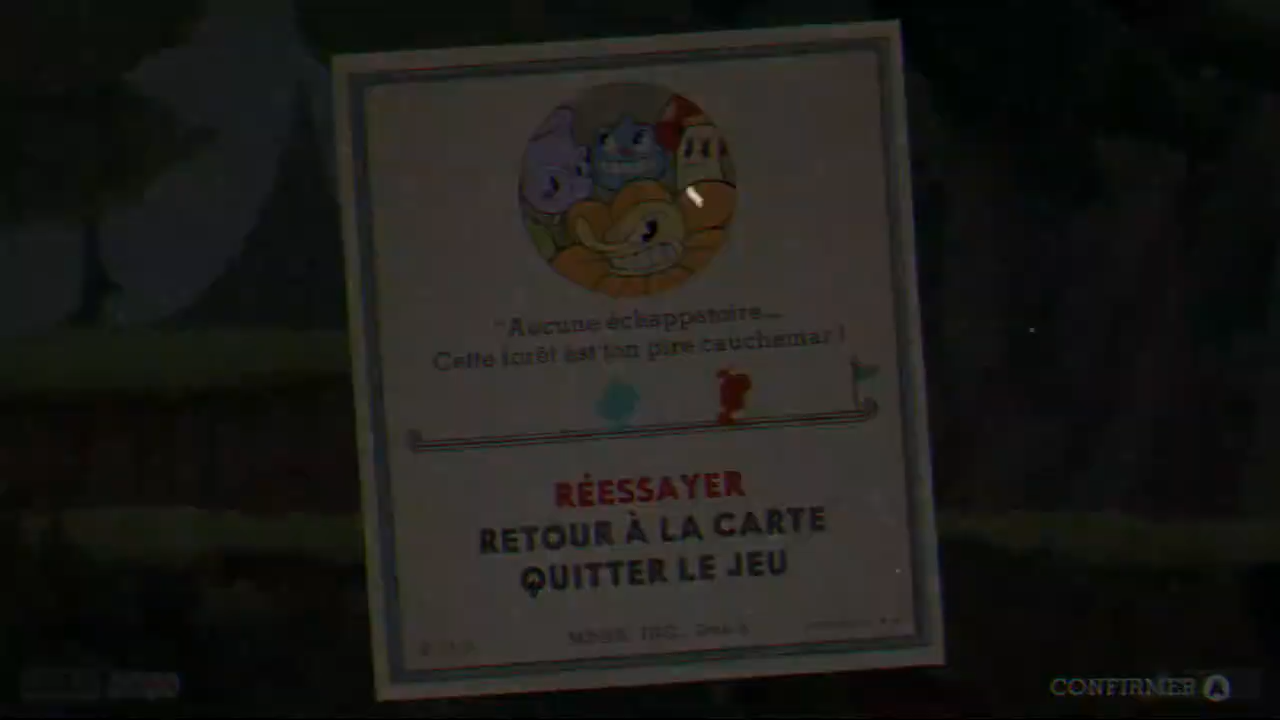 "Aucune échappatoire...
Cette forêt est ton pire cauchemar !
RÉESSAYER
RETOUR À LA CARTE
QUITTER LE JEU
CONFIRMER A